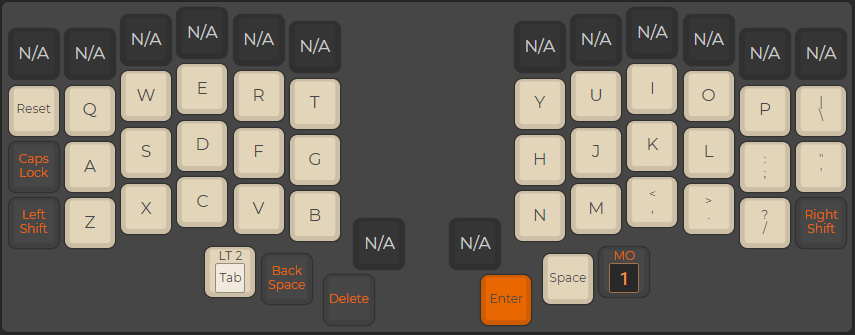 N/A N/A N/A N/A N/A N/A N/A N/A N/A N/A N/A N/A
Reset Q W E R T Y U I O P |
\
Caps
Lock A S D F G H J K L :
; "
'
Left
Shift Z X C V B N M <
, >
. ?
/ Right
Shift
N/A N/A
LT 2
Tab
Back
Space
Delete
Enter
Space
MO
1